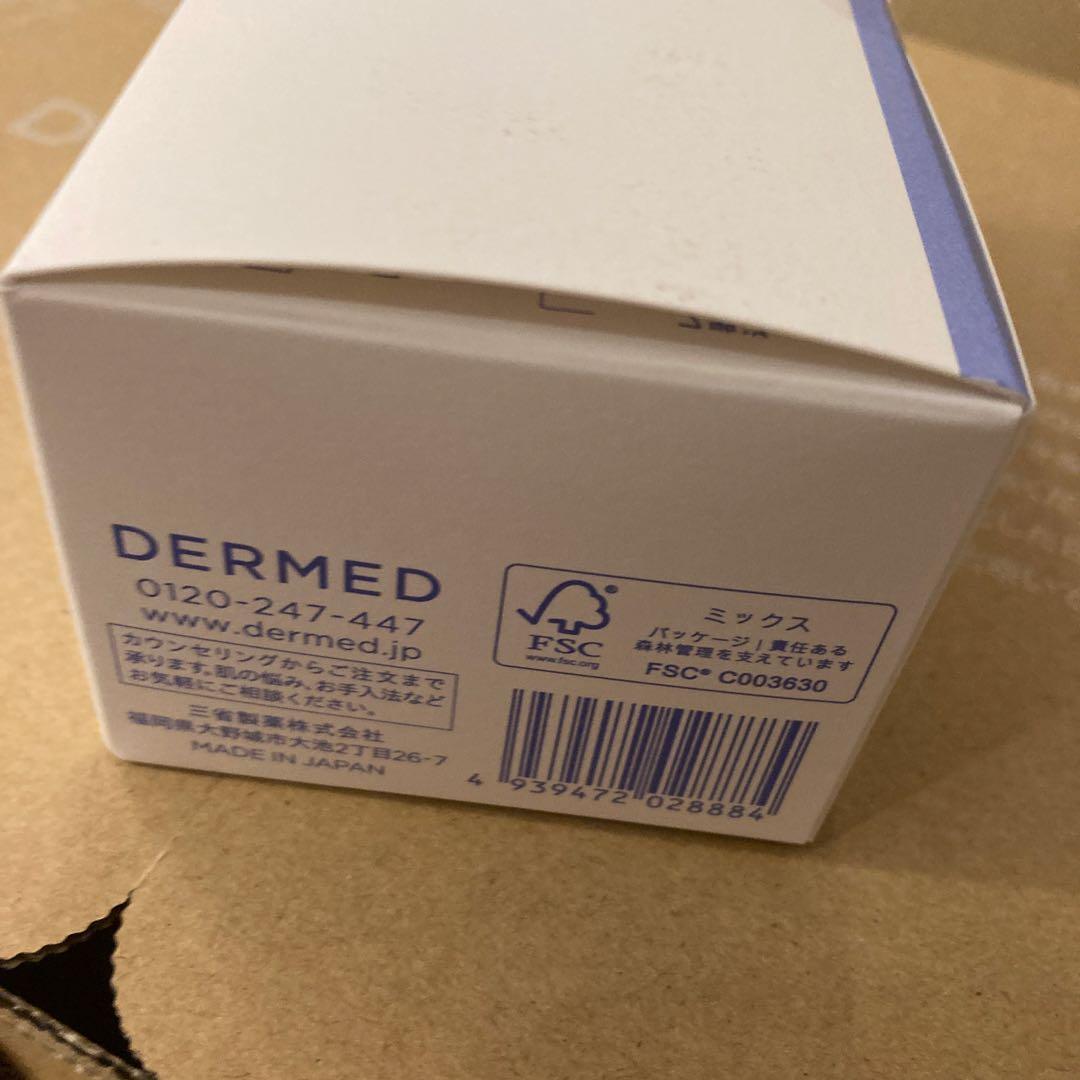 DERMED
0120-247-447
www.dermed.jp
カウンセリングからご注文まで
承ります。肌の悩み、お手入法など
お気軽にご相談ください。
三省製薬株式会社
福岡県大野城市大池2丁目26-7
MADE IN JAPAN
FSC
www.fsc.org
ミックス
パッケージ | 責任ある
森林管理を支えています
FSC® C003630
4 939472 028884